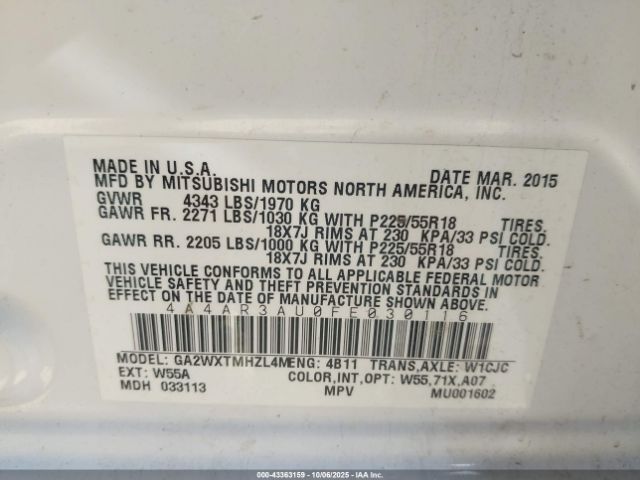 MADE IN U.S.A. DATE MAR. 2015
MFD BY MITSUBISHI MOTORS NORTH AMERICA, INC.
GVWR 4343 LBS/1970 KG
GAWR FR. 2271 LBS/1030 KG WITH P225/55R18 TIRES.
18X7J RIMS AT 230 KPA/33 PSI COLD.
GAWR RR. 2205 LBS/1000 KG WITH P225/55R18 TIRES.
18X7J RIMS AT 230 KPA/33 PSI COLD.
THIS VEHICLE CONFORMS TO ALL APPLICABLE FEDERAL MOTOR
VEHICLE SAFETY AND THEFT PREVENTION STANDARDS IN
EFFECT ON THE DATE OF MANUFACTURE SHOWN ABOVE.
4A4AR3AU0FE030116
MODEL: GA2WXTMHZL4M ENG: 4B11 TRANS,AXLE: W1CJC
EXT: W55A COLOR,INT,OPT: W55,71X,A07
MDH 033113 MPV MU001602
000-43363159 - 10/06/2025 - IAA Inc.